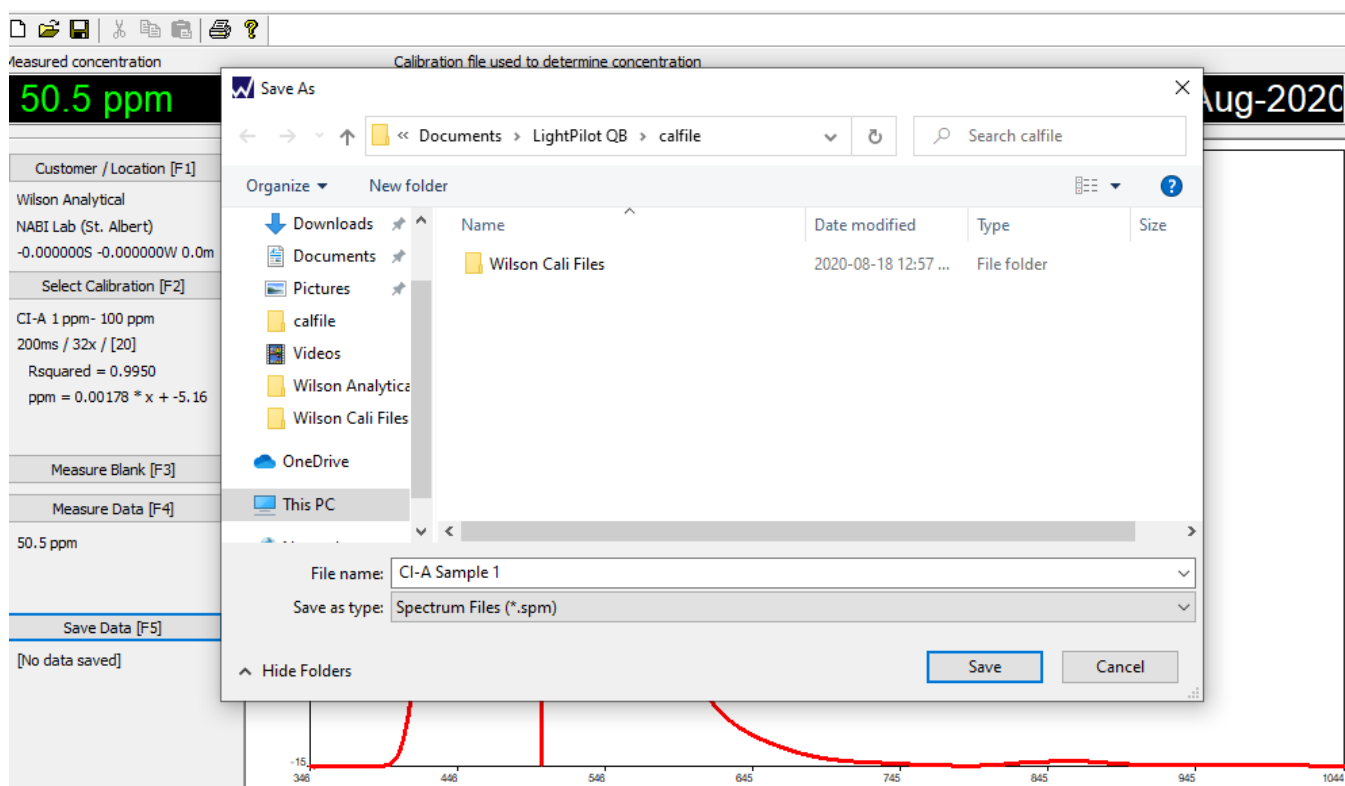 Measured concentration
Calibration file used to determine concentration
50.5 ppm
Aug-2020
Save As
« Documents > LightPilot QB > calfile
Search calfile
Customer / Location [F1]
Wilson Analytical
NABI Lab (St. Albert)
-0.000000S -0.000000W 0.0m
Select Calibration [F2]
CI-A 1 ppm- 100 ppm
200ms / 32x / [20]
Rsquared = 0.9950
ppm = 0.00178 * x + -5.16
Measure Blank [F3]
Measure Data [F4]
50.5 ppm
Save Data [F5]
[No data saved]
Organize
New folder
Downloads
Documents
Pictures
calfile
Videos
Wilson Analytica
Wilson Cali Files
OneDrive
This PC
Name
Date modified
Type
Size
Wilson Cali Files
2020-08-18 12:57 ...
File folder
File name: CI-A Sample 1
Save as type: Spectrum Files (*.spm)
Hide Folders
Save
Cancel
-15
346
446
546
645
745
845
945
1044